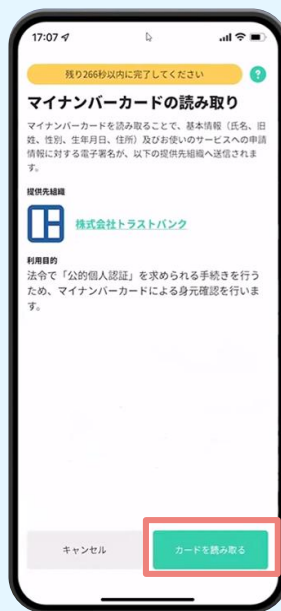 17:07
残り266秒以内に完了してください
?
マイナンバーカードの読み取り
マイナンバーカードを読み取ることで、基本情報（氏名、旧
姓、性別、生年月日、住所）及びお使いのサービスへの申請
情報に対する電子署名が、以下の提供先組織へ送信されま
す。
提供先組織
株式会社トラストバンク
利用目的
法令で「公的個人認証」を求められる手続きを行う
ため、マイナンバーカードによる身元確認を行いま
す。
キャンセル
カードを読み取る